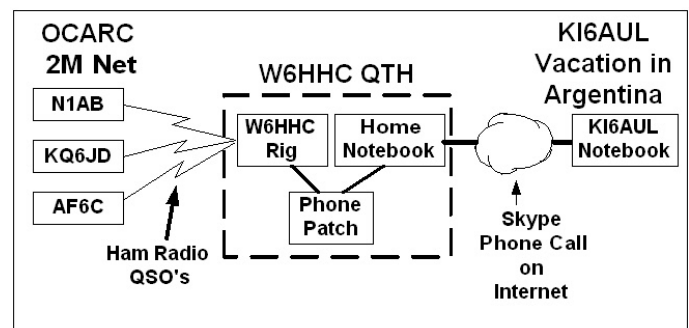 OCARC
2M Net
N1AB
KQ6JD
AF6C
Ham Radio
QSO's
W6HHC QTH
W6HHC
Rig
Home
Notebook
Phone
Patch
KI6AUL
Vacation in
Argentina
KI6AUL
Notebook
Skype
Phone Call
on
Internet